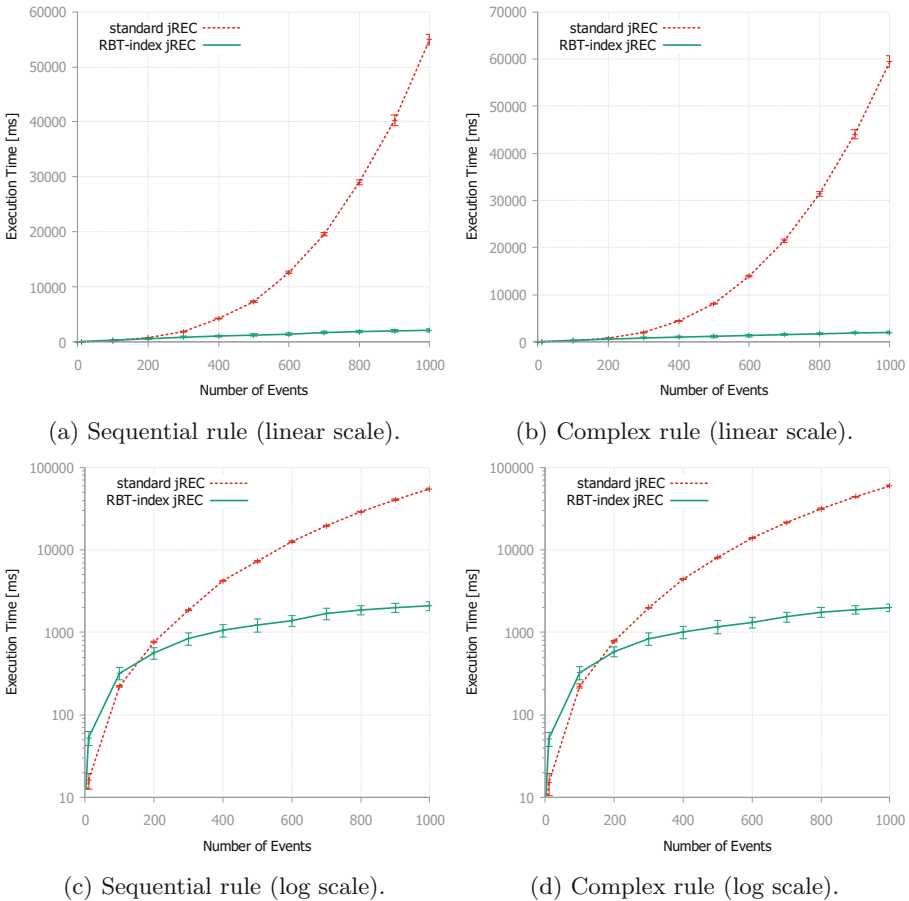 60000
50000
40000
30000
20000
10000
0
Execution Time [ms]
standard jREC
RBT-index jREC
0 200 400 600 800 1000
Number of Events
(a) Sequential rule (linear scale).
70000
60000
50000
40000
30000
20000
10000
0
Execution Time [ms]
standard jREC
RBT-index jREC
0 200 400 600 800 1000
Number of Events
(b) Complex rule (linear scale).
100000
10000
1000
100
10
Execution Time [ms]
standard jREC
RBT-index jREC
0 200 400 600 800 1000
Number of Events
(c) Sequential rule (log scale).
100000
10000
1000
100
10
Execution Time [ms]
standard jREC
RBT-index jREC
0 200 400 600 800 1000
Number of Events
(d) Complex rule (log scale).